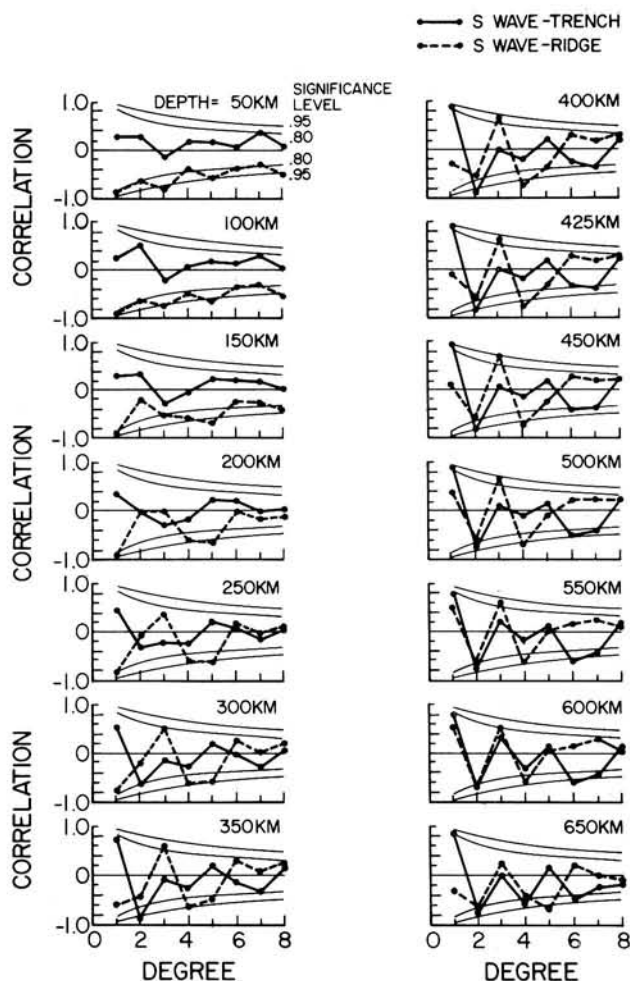 S WAVE-TRENCH
S WAVE-RIDGE
CORRELATION
1.0
0
-1.0
DEPTH= 50KM
SIGNIFICANCE
LEVEL
.95
.80
.80
.95
100KM
0
-1.0
CORRELATION
1.0
150KM
0
-1.0
1.0
200KM
0
-1.0
1.0
250KM
0
-1.0
CORRELATION
1.0
300KM
0
-1.0
1.0
350KM
0
-1.0
0 2 4 6 8
DEGREE
400KM
425KM
450KM
500KM
550KM
600KM
650KM
0 2 4 6 8
DEGREE